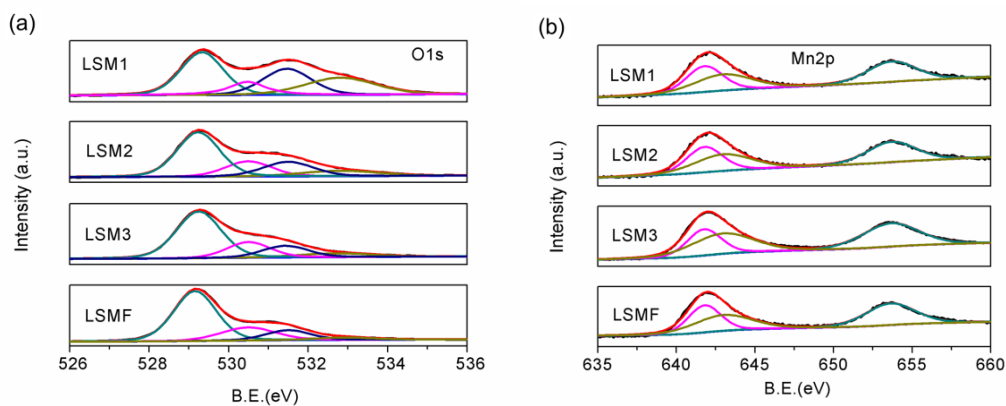 (a)
O1s
LSM1
LSM2
LSM3
LSMF
Intensity (a.u.)
526 528 530 532 534 536
B.E.(eV)
(b)
Mn2p
LSM1
LSM2
LSM3
LSMF
Intensity (a.u.)
635 640 645 650 655 660
B.E.(eV)